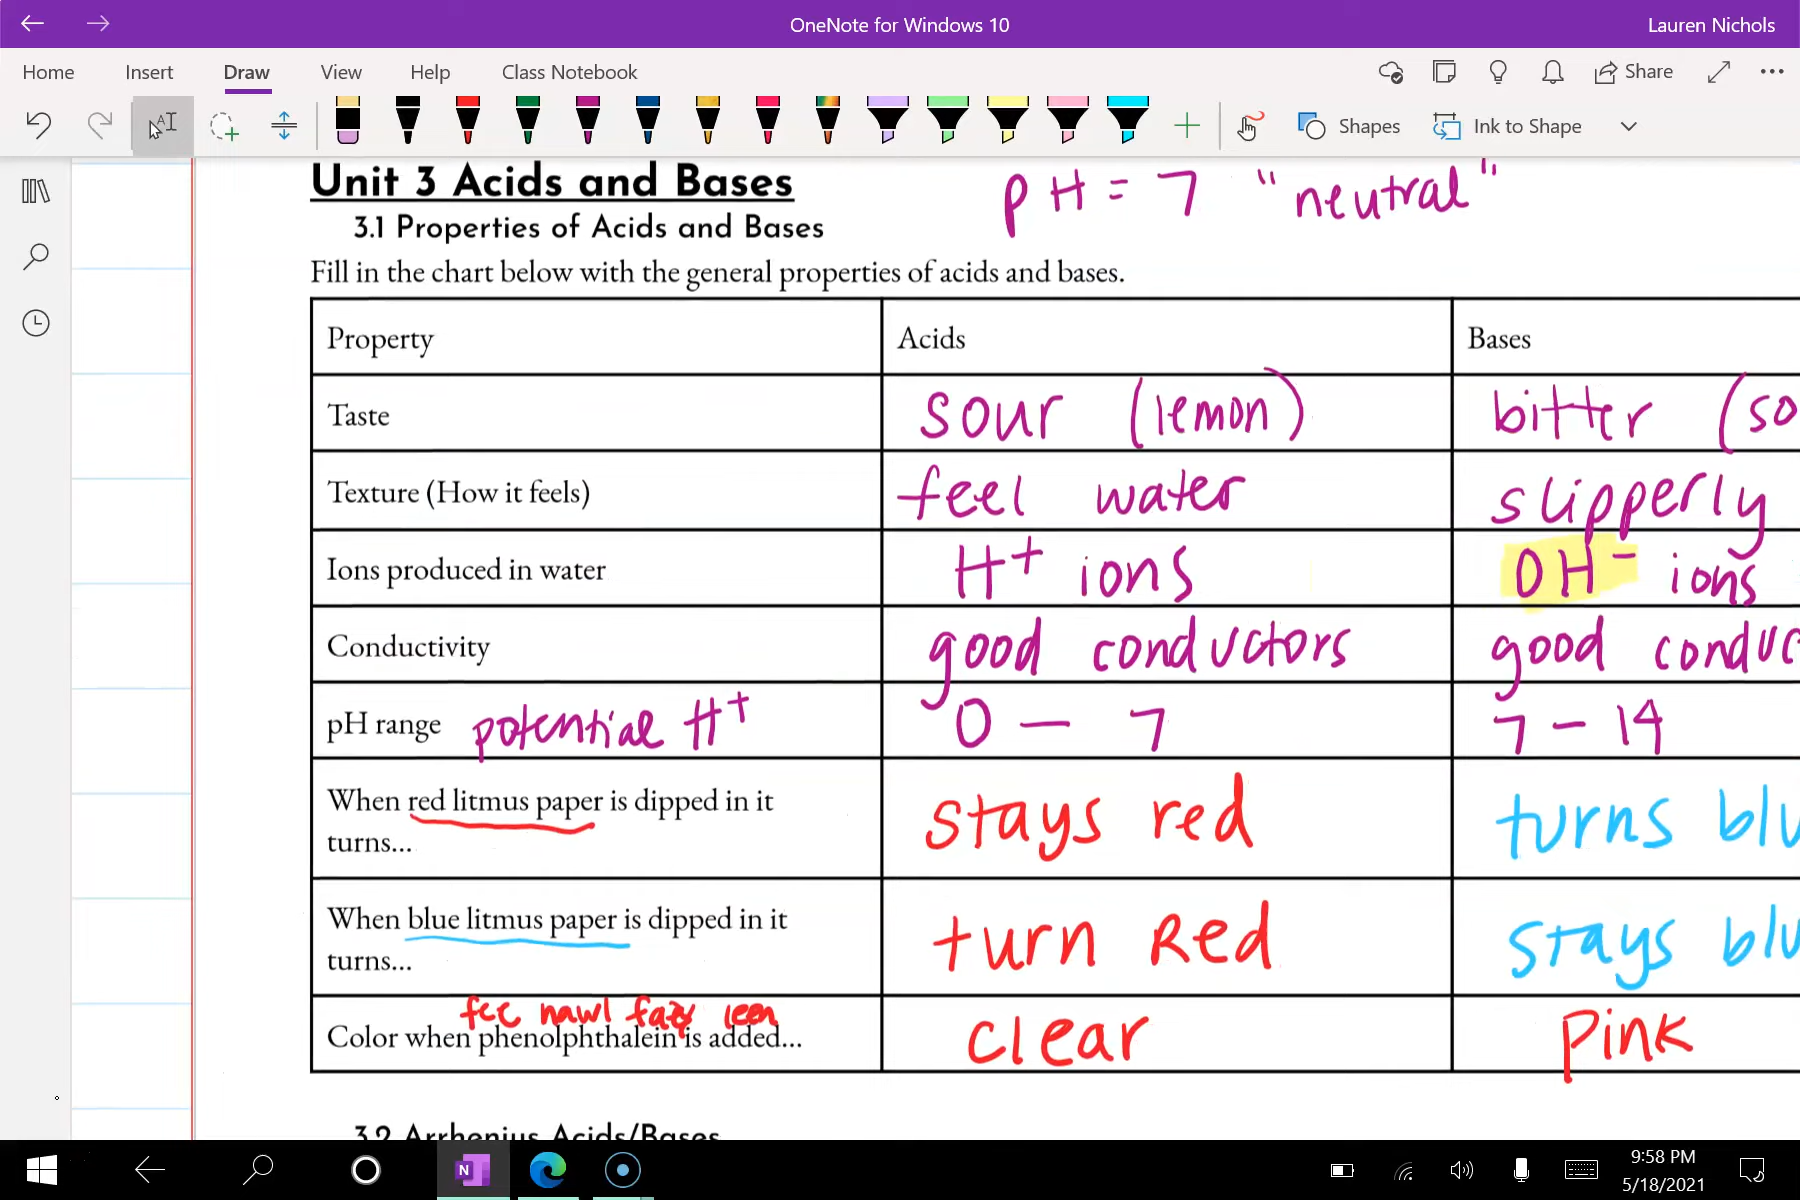 OneNote for Windows 10
Lauren Nichols
Home Insert Draw View Help Class Notebook
Share
Shapes Ink to Shape
Unit 3 Acids and Bases
pH = 7 "neutral"
3.1 Properties of Acids and Bases
Fill in the chart below with the general properties of acids and bases.
Property Acids Bases
Taste sour (lemon) bitter (so
Texture (How it feels) feel water slipperly
Ions produced in water H+ ions OH- ions
Conductivity good conductors good conduc
pH range potential H+ 0 - 7 7 - 14
When red litmus paper is dipped in it
turns... stays red turns blu
When blue litmus paper is dipped in it
turns... turn Red stays blu
fee nawl leen
Color when phenolphthalein is added... clear Pink
3.2 Arrhenius Acids/Bases
9:58 PM
5/18/2021